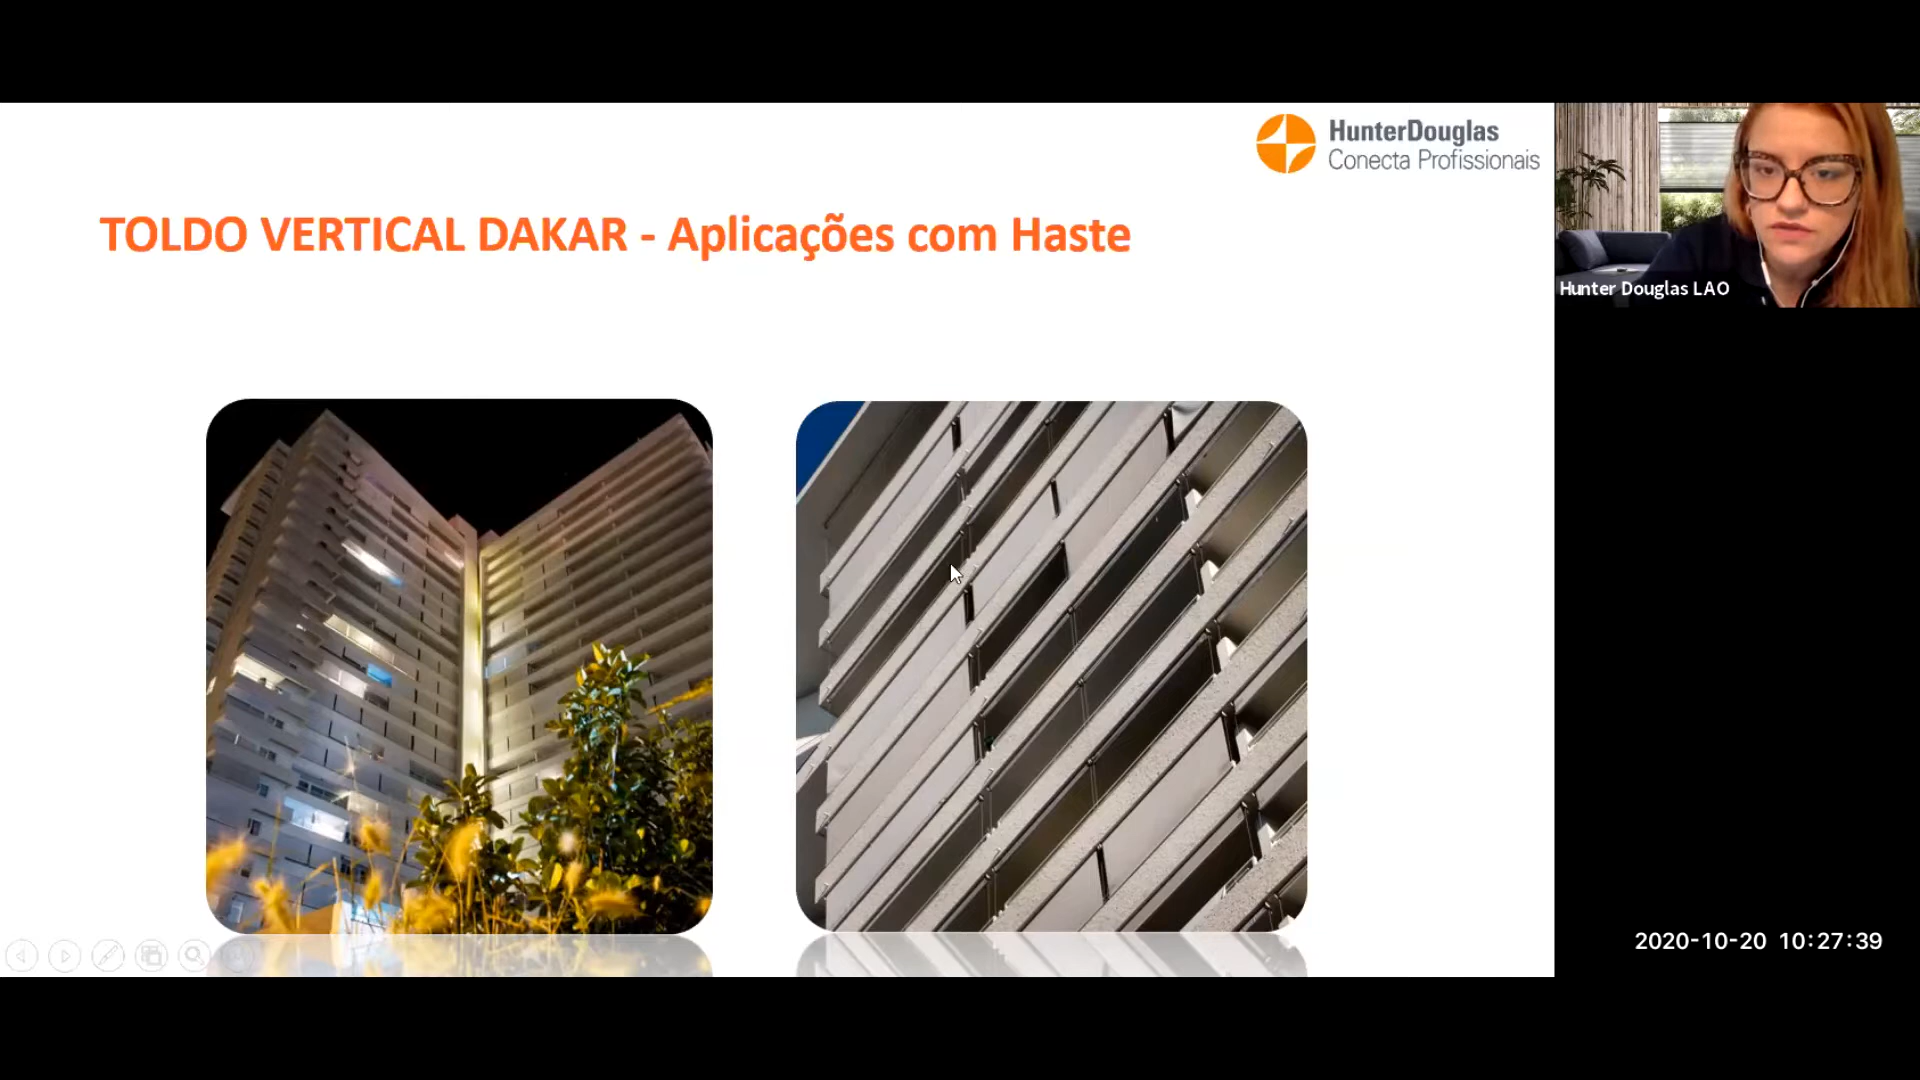 HunterDouglas
Conecta Profissionais
TOLDO VERTICAL DAKAR - Aplicações com Haste
Hunter Douglas LAO
2020-10-20 10:27:39